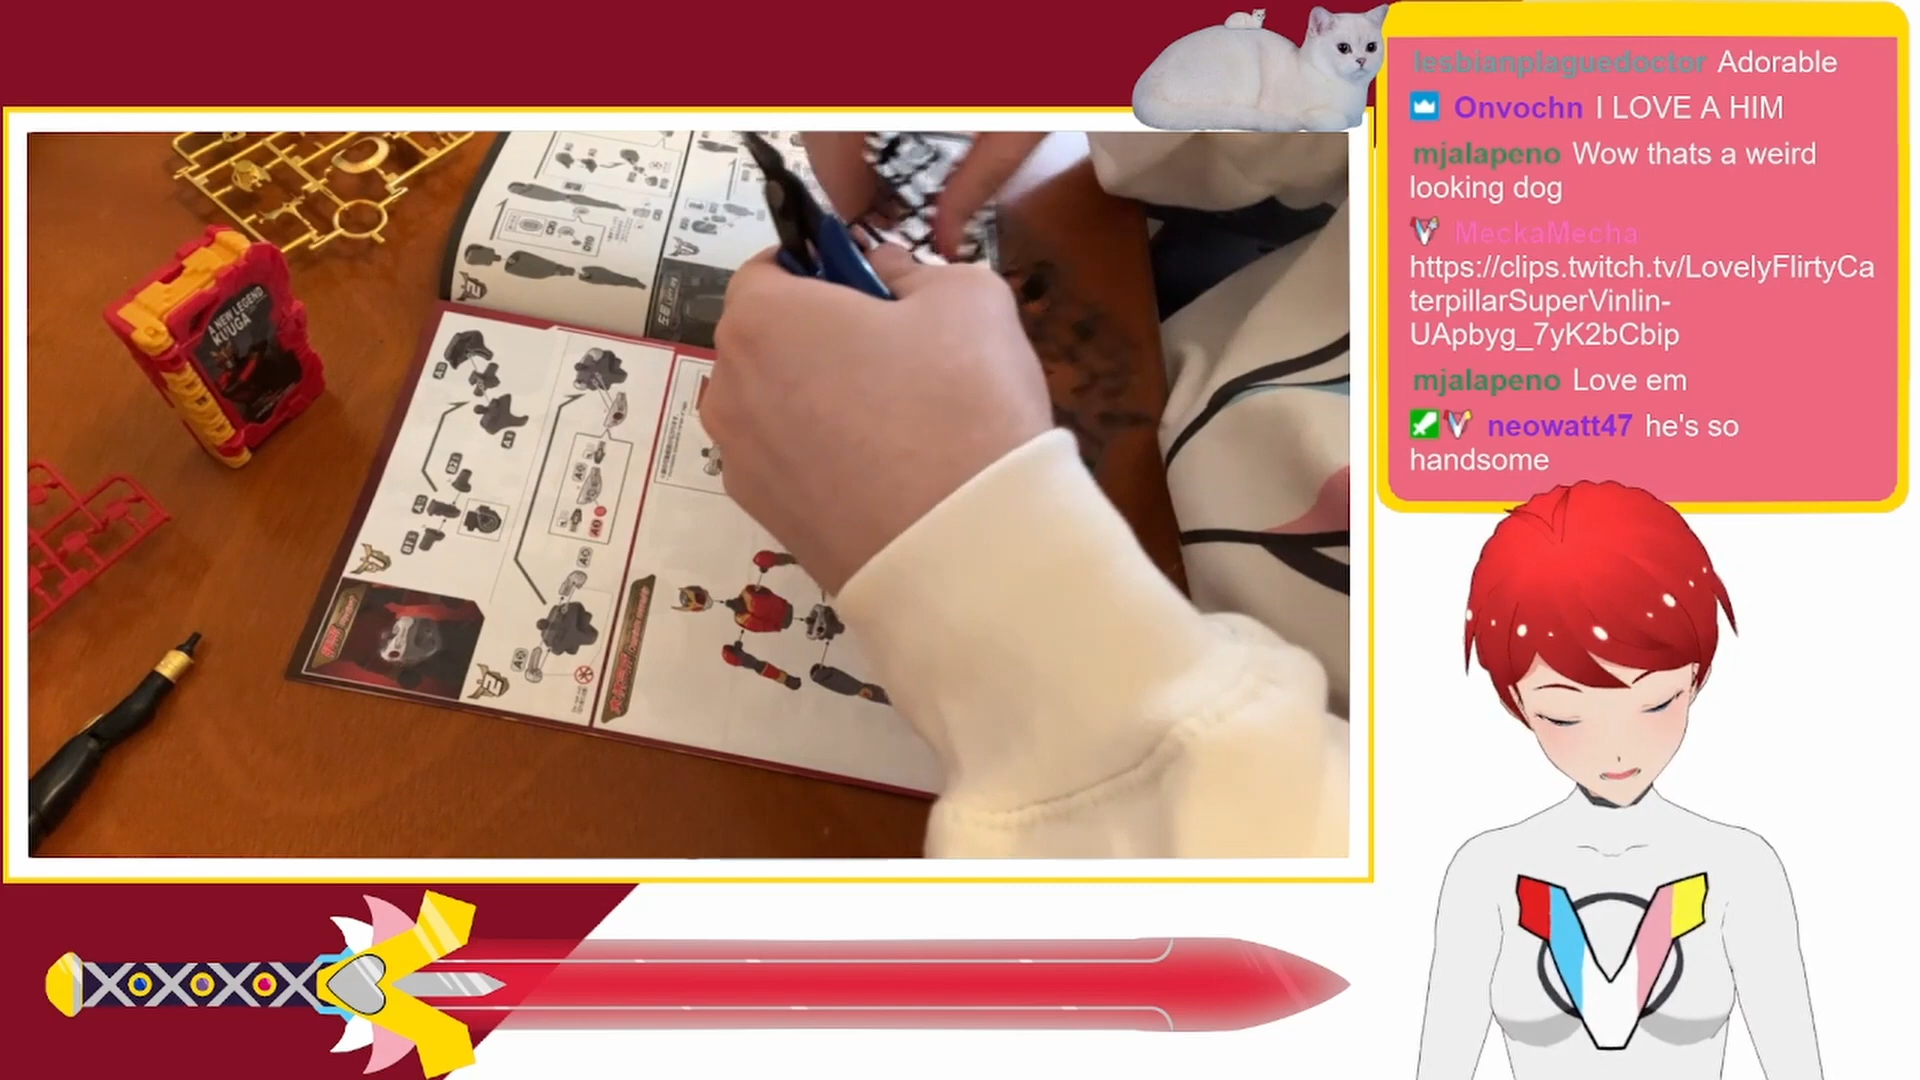 lesbianplaguedoctor Adorable
Onvochn I LOVE A HIM
mjalapeno Wow thats a weird
looking dog
MeckaMecha
https://clips.twitch.tv/LovelyFlirtyCa
terpillarSuperVinlin-
UApbyg_7yK2bCbip
mjalapeno Love em
neowatt47 he's so
handsome
A NEW LEGEND
KUUGA